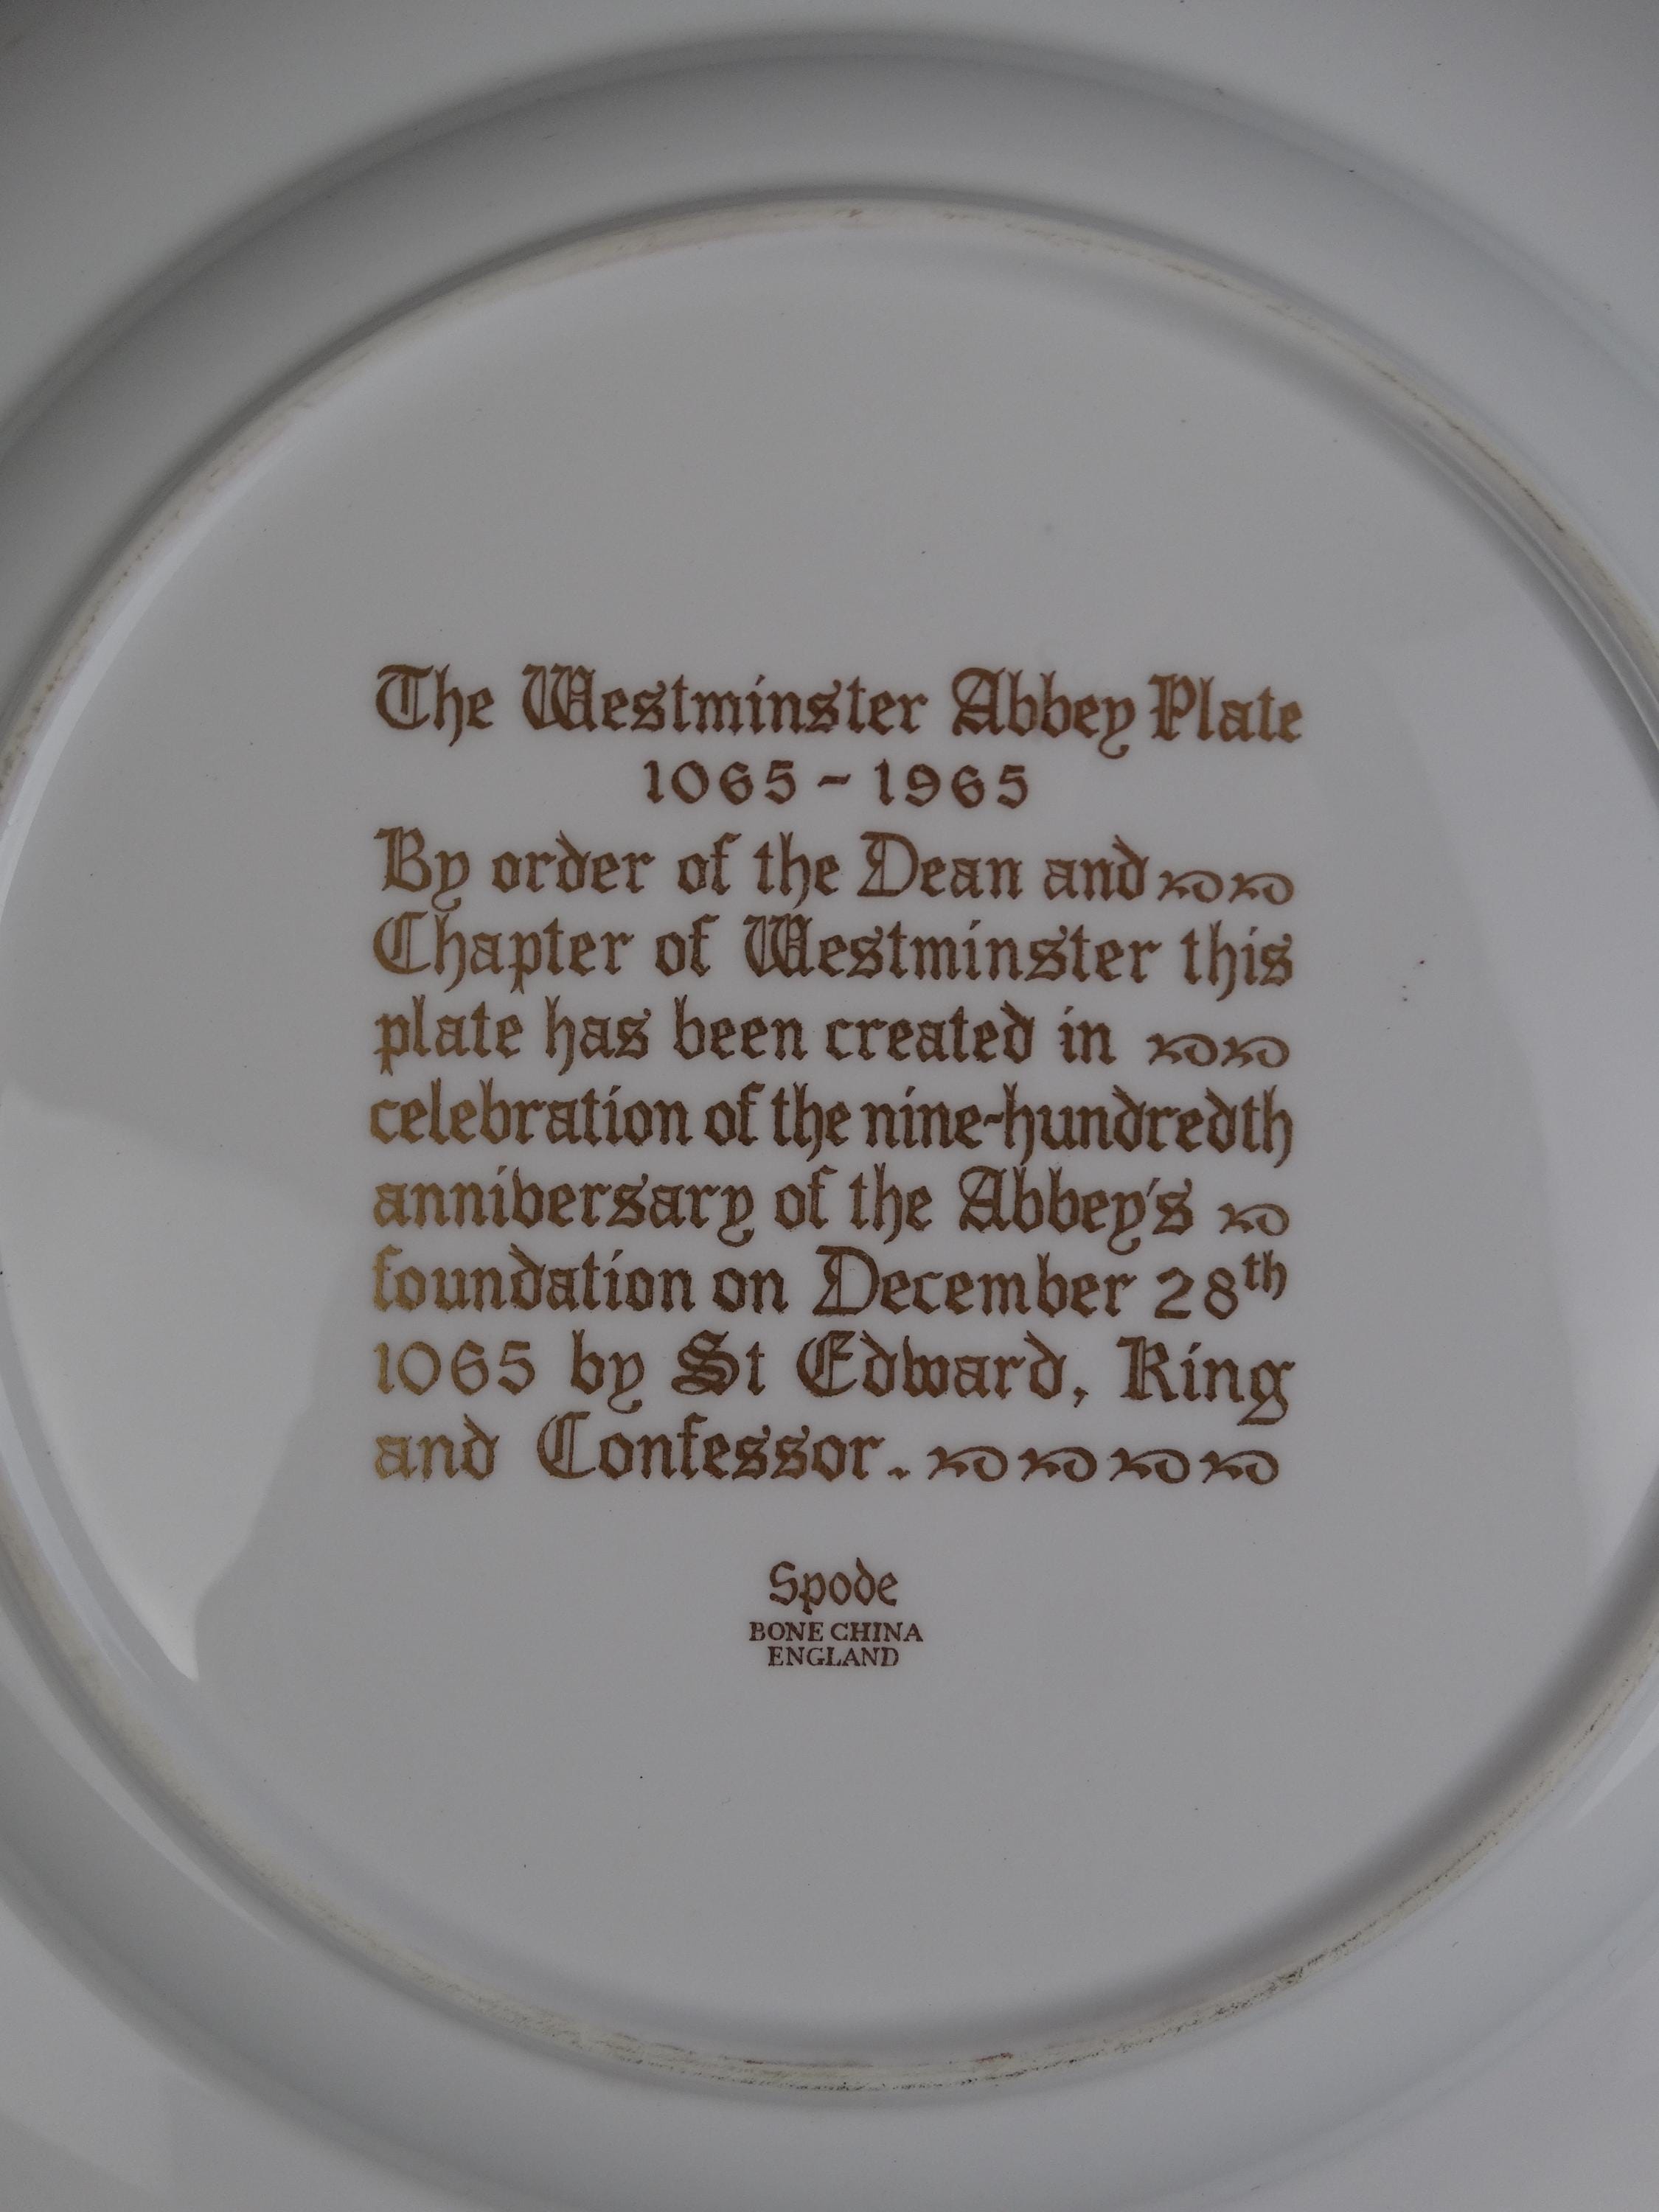 The Westminster Abbey Plate
1065 - 1965
By order of the Dean and
Chapter of Westminster this
plate has been created in
celebration of the nine-hundredth
anniversary of the Abbey's
foundation on December 28th
1065 by St Edward, King
and Confessor.
Spode
BONE CHINA
ENGLAND